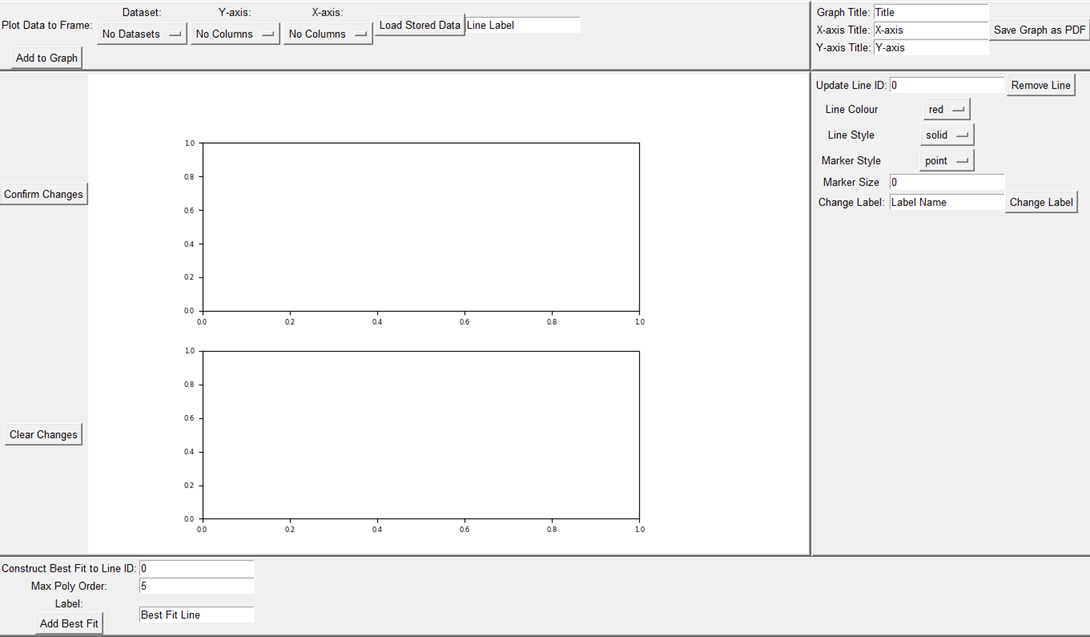 Dataset: Y-axis: X-axis:
Plot Data to Frame: No Datasets No Columns No Columns Load Stored Data Line Label
Add to Graph
Graph Title: Title
X-axis Title: X-axis Save Graph as PDF
Y-axis Title: Y-axis
Update Line ID: 0 Remove Line
Line Colour red
Line Style solid
Marker Style point
Marker Size 0
Change Label: Label Name Change Label
Confirm Changes
Clear Changes
1.0
0.8
0.6
0.4
0.2
0.0
0.0 0.2 0.4 0.6 0.8 1.0
1.0
0.8
0.6
0.4
0.2
0.0
0.0 0.2 0.4 0.6 0.8 1.0
Construct Best Fit to Line ID: 0
Max Poly Order: 5
Label:
Best Fit Line
Add Best Fit